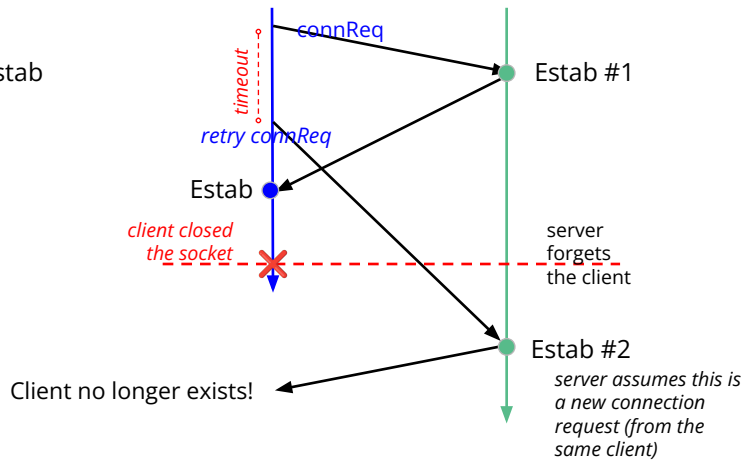 connReq
stab
Estab #1
timeout
retry connReq
Estab
client closed
the socket
server
forgets
the client
Estab #2
Client no longer exists!
server assumes this is
a new connection
request (from the
same client)